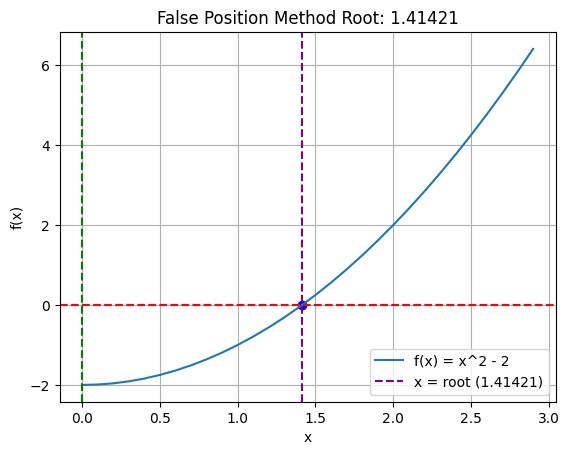 False Position Method Root: 1.41421
f(x)
6
4
2
0
−2
0.0 0.5 1.0 1.5 2.0 2.5 3.0
x
f(x) = x^2 - 2
x = root (1.41421)